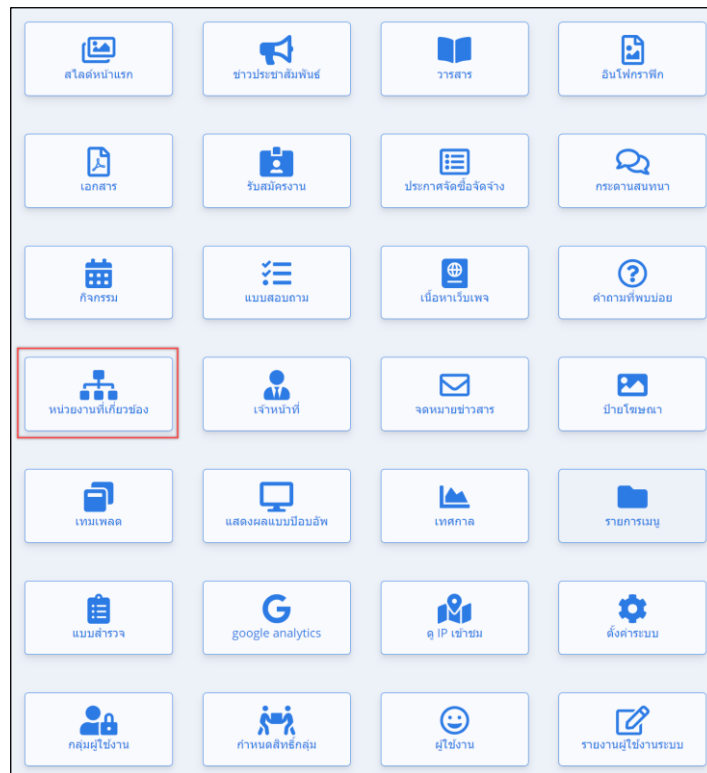 สไลด์หน้าแรก
ข่าวประชาสัมพันธ์
วารสาร
อินโฟกราฟิก
เอกสาร
รับสมัครงาน
ประกาศจัดซื้อจัดจ้าง
กระดานสนทนา
กิจกรรม
แบบสอบถาม
เนื้อหาเว็บเพจ
คำถามที่พบบ่อย
หน่วยงานที่เกี่ยวข้อง
เจ้าหน้าที่
จดหมายข่าวสาร
ป้ายโฆษณา
เทมเพลต
แสดงผลแบบป๊อบอัพ
เทศกาล
รายการเมนู
แบบสำรวจ
google analytics
ดู IP เข้าชม
ตั้งค่าระบบ
กลุ่มผู้ใช้งาน
กำหนดสิทธิ์กลุ่ม
ผู้ใช้งาน
รายงานผู้ใช้งานระบบ